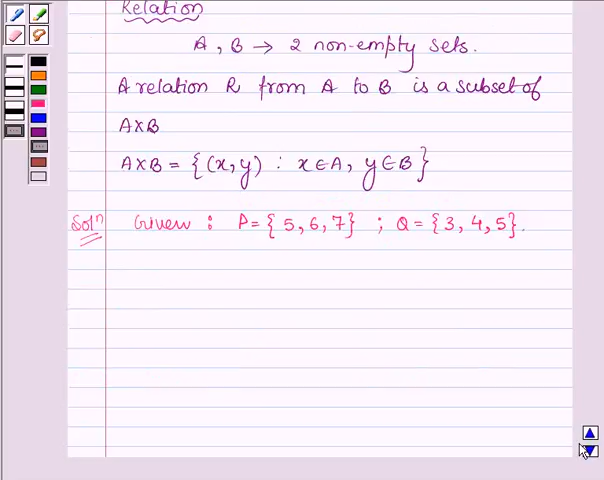 Relation
A, B → 2 non-empty sets.
A relation R from A to B is a subset of
A×B
A×B = {(x,y) : x∈A, y∈B}
Solⁿ Given : P={5,6,7} ; Q={3,4,5}.